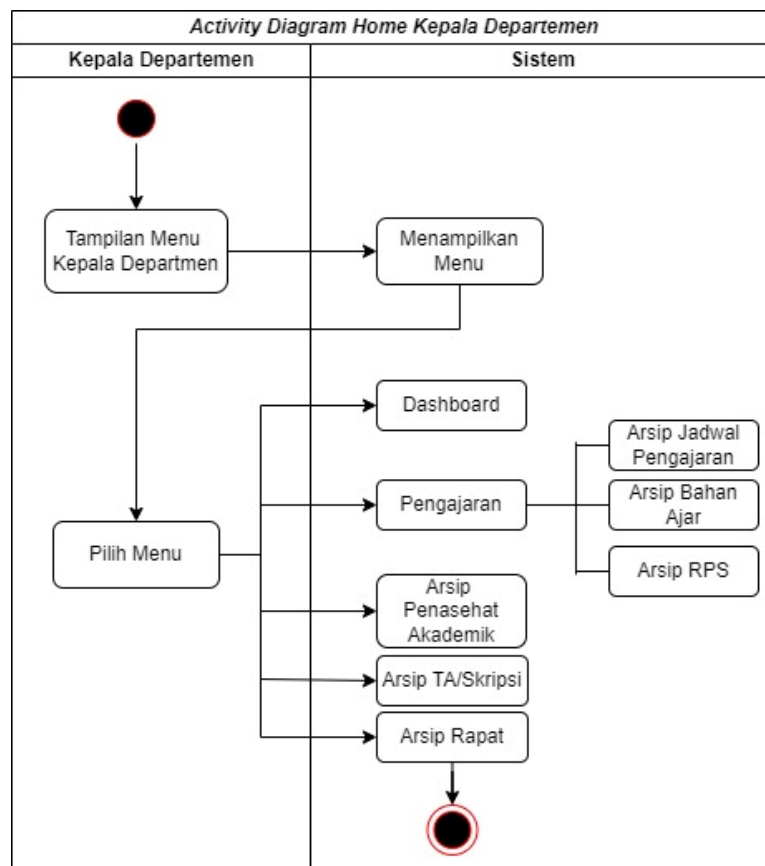 Activity Diagram Home Kepala Departemen
Kepala Departemen
Sistem
Tampilan Menu
Kepala Departmen
Menampilkan
Menu
Dashboard
Arsip Jadwal
Pengajaran
Pengajaran
Arsip Bahan
Ajar
Pilih Menu
Arsip RPS
Arsip
Penasehat
Akademik
Arsip TA/Skripsi
Arsip Rapat